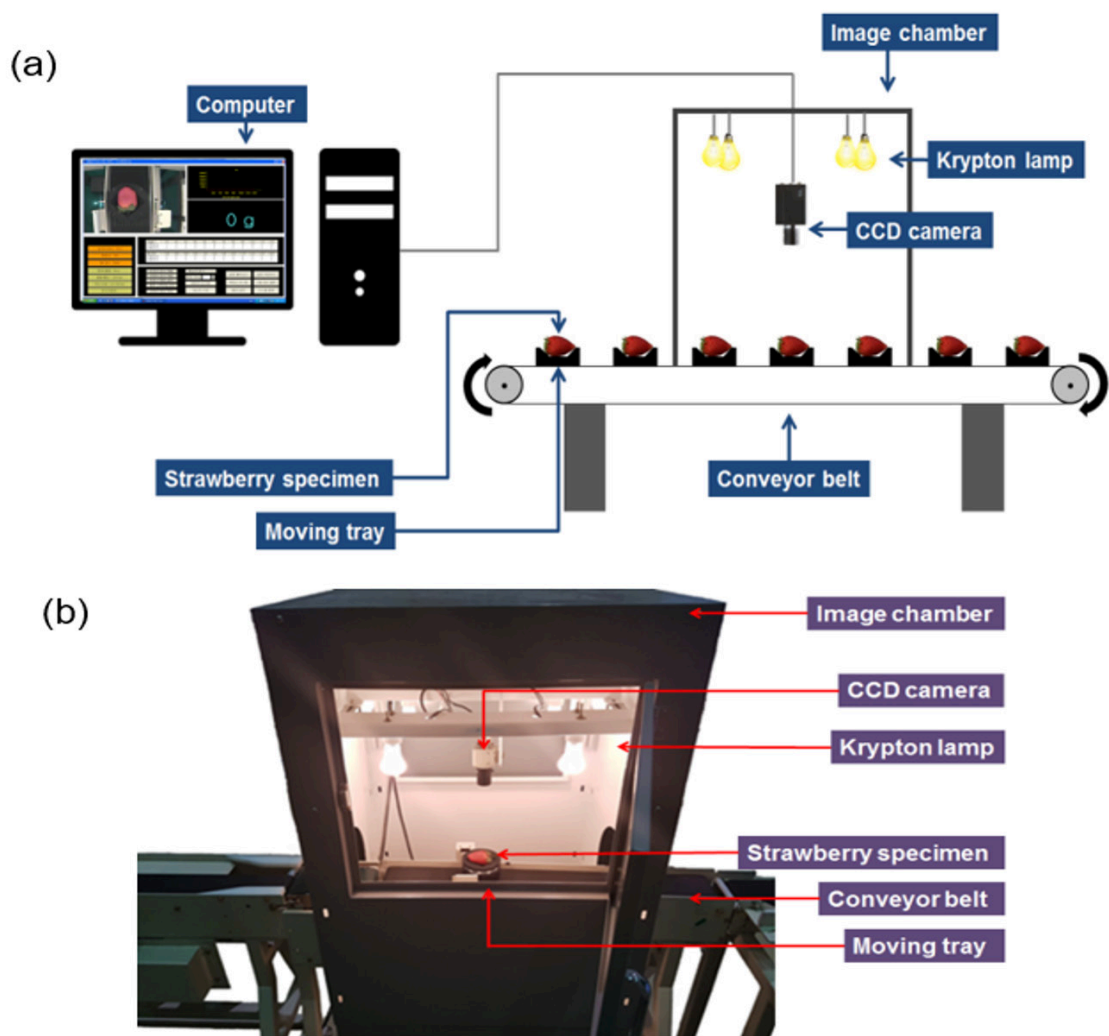 (a)
Image chamber
Computer
Krypton lamp
0 g
CCD camera
Strawberry specimen
Conveyor belt
Moving tray
(b)
Image chamber
CCD camera
Krypton lamp
Strawberry specimen
Conveyor belt
Moving tray